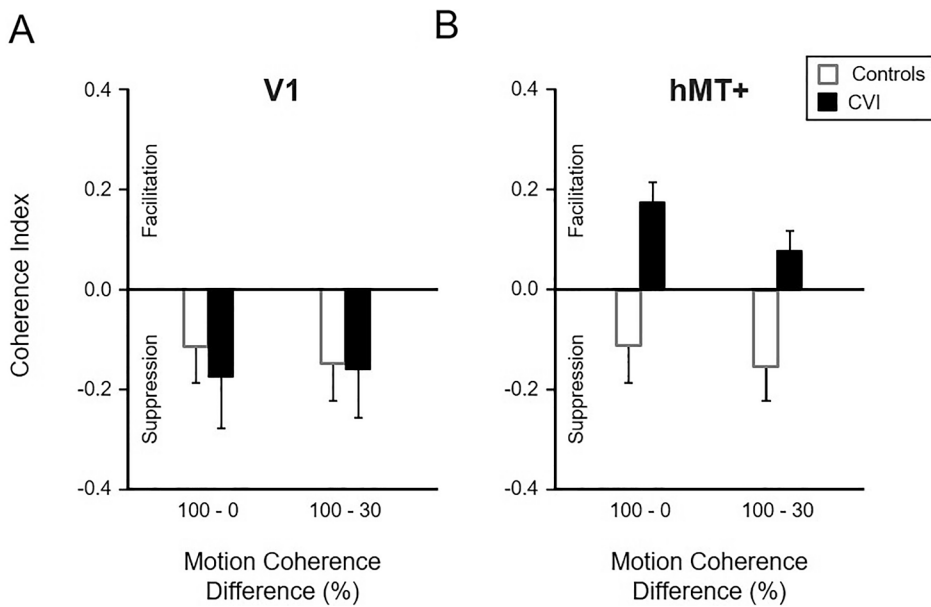 A
V1
0.4
0.2
0.0
-0.2
-0.4
Coherence Index
Facilitation
Suppression
100 - 0
100 - 30
Motion Coherence
Difference (%)
B
hMT+
Controls
CVI
0.4
0.2
0.0
-0.2
-0.4
Facilitation
Suppression
100 - 0
100 - 30
Motion Coherence
Difference (%)